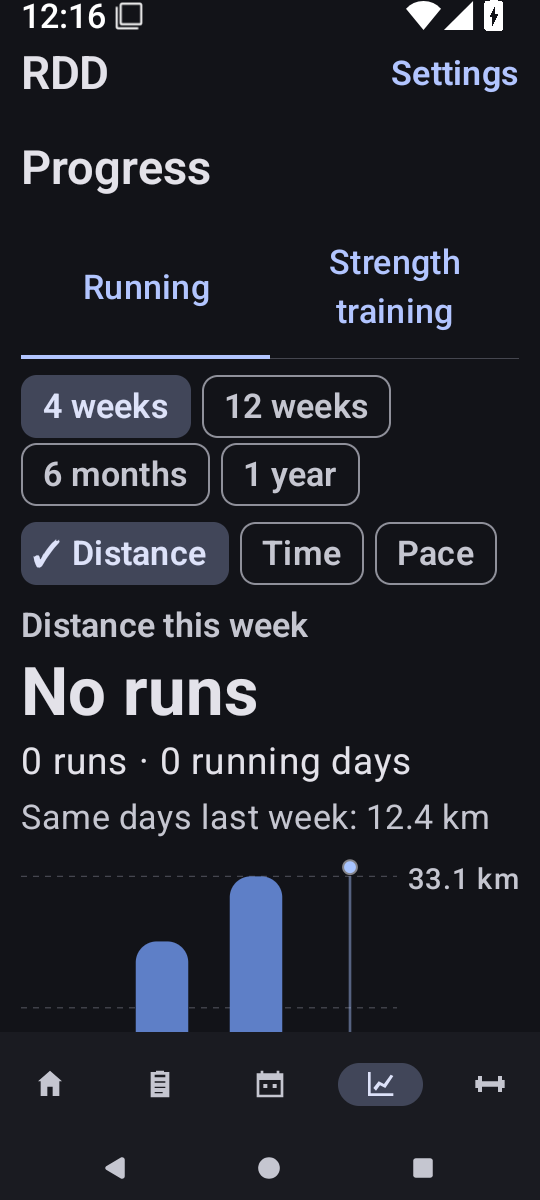 12:16
RDD
Settings
Progress
Running
Strength
training
4 weeks
12 weeks
6 months
1 year
✓ Distance
Time
Pace
Distance this week
No runs
0 runs · 0 running days
Same days last week: 12.4 km
33.1 km